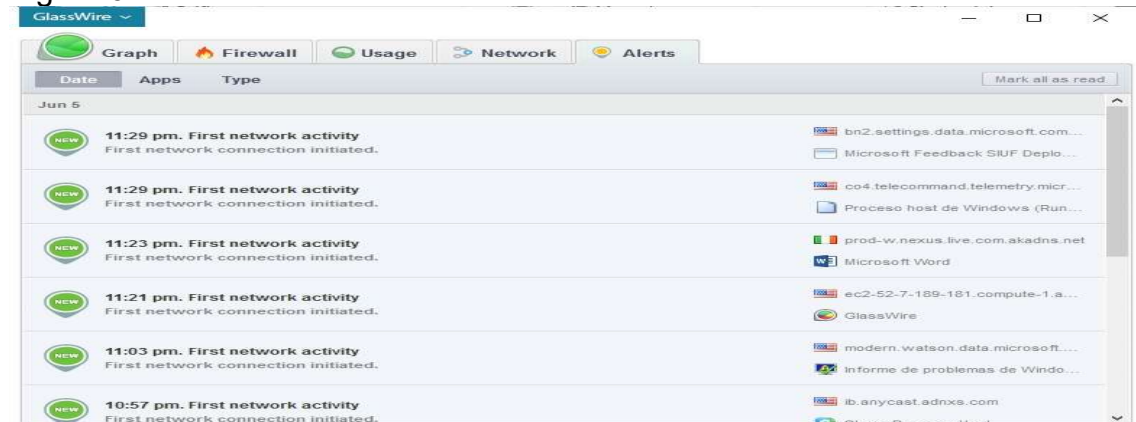 GlassWire
Graph Firewall Usage Network Alerts
Date Apps Type Mark all as read
Jun 5
NEW 11:29 pm. First network activity bn2.settings.data.microsoft.com...
First network connection initiated. Microsoft Feedback SIUF Deplo...
NEW 11:29 pm. First network activity co4.telecommand.telemetry.micr...
First network connection initiated. Proceso host de Windows (Run...
NEW 11:23 pm. First network activity prod-w.nexus.live.com.akadns.net
First network connection initiated. Microsoft Word
NEW 11:21 pm. First network activity ec2-52-7-189-181.compute-1.a...
First network connection initiated. GlassWire
NEW 11:03 pm. First network activity modern.watson.data.microsoft....
First network connection initiated. Informe de problemas de Windo...
NEW 10:57 pm. First network activity ib.anycast.adnxs.com
First network connection initiated.